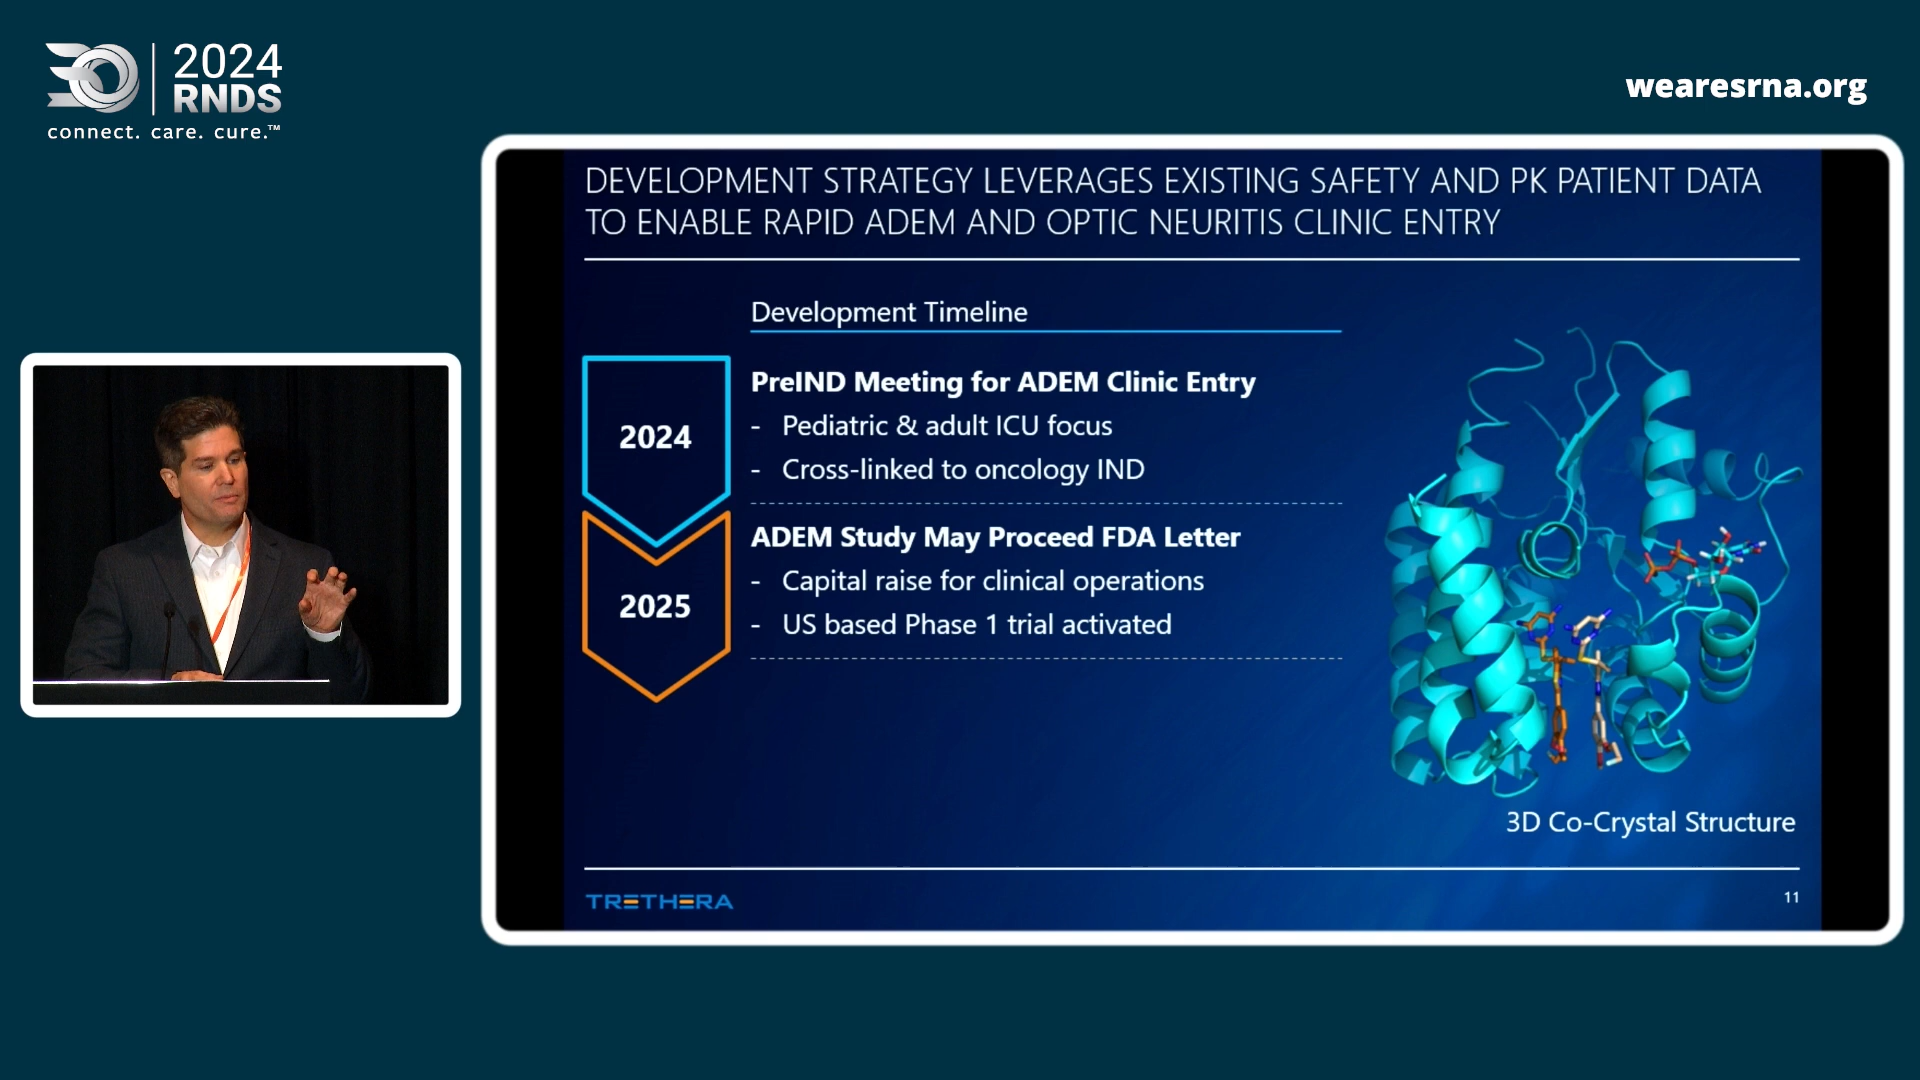 2024
RNDS
connect. care. cure.™
wearesrna.org
DEVELOPMENT STRATEGY LEVERAGES EXISTING SAFETY AND PK PATIENT DATA
TO ENABLE RAPID ADEM AND OPTIC NEURITIS CLINIC ENTRY
Development Timeline
2024
PreIND Meeting for ADEM Clinic Entry
- Pediatric & adult ICU focus
- Cross-linked to oncology IND
2025
ADEM Study May Proceed FDA Letter
- Capital raise for clinical operations
- US based Phase 1 trial activated
3D Co-Crystal Structure
TRETHERA
11